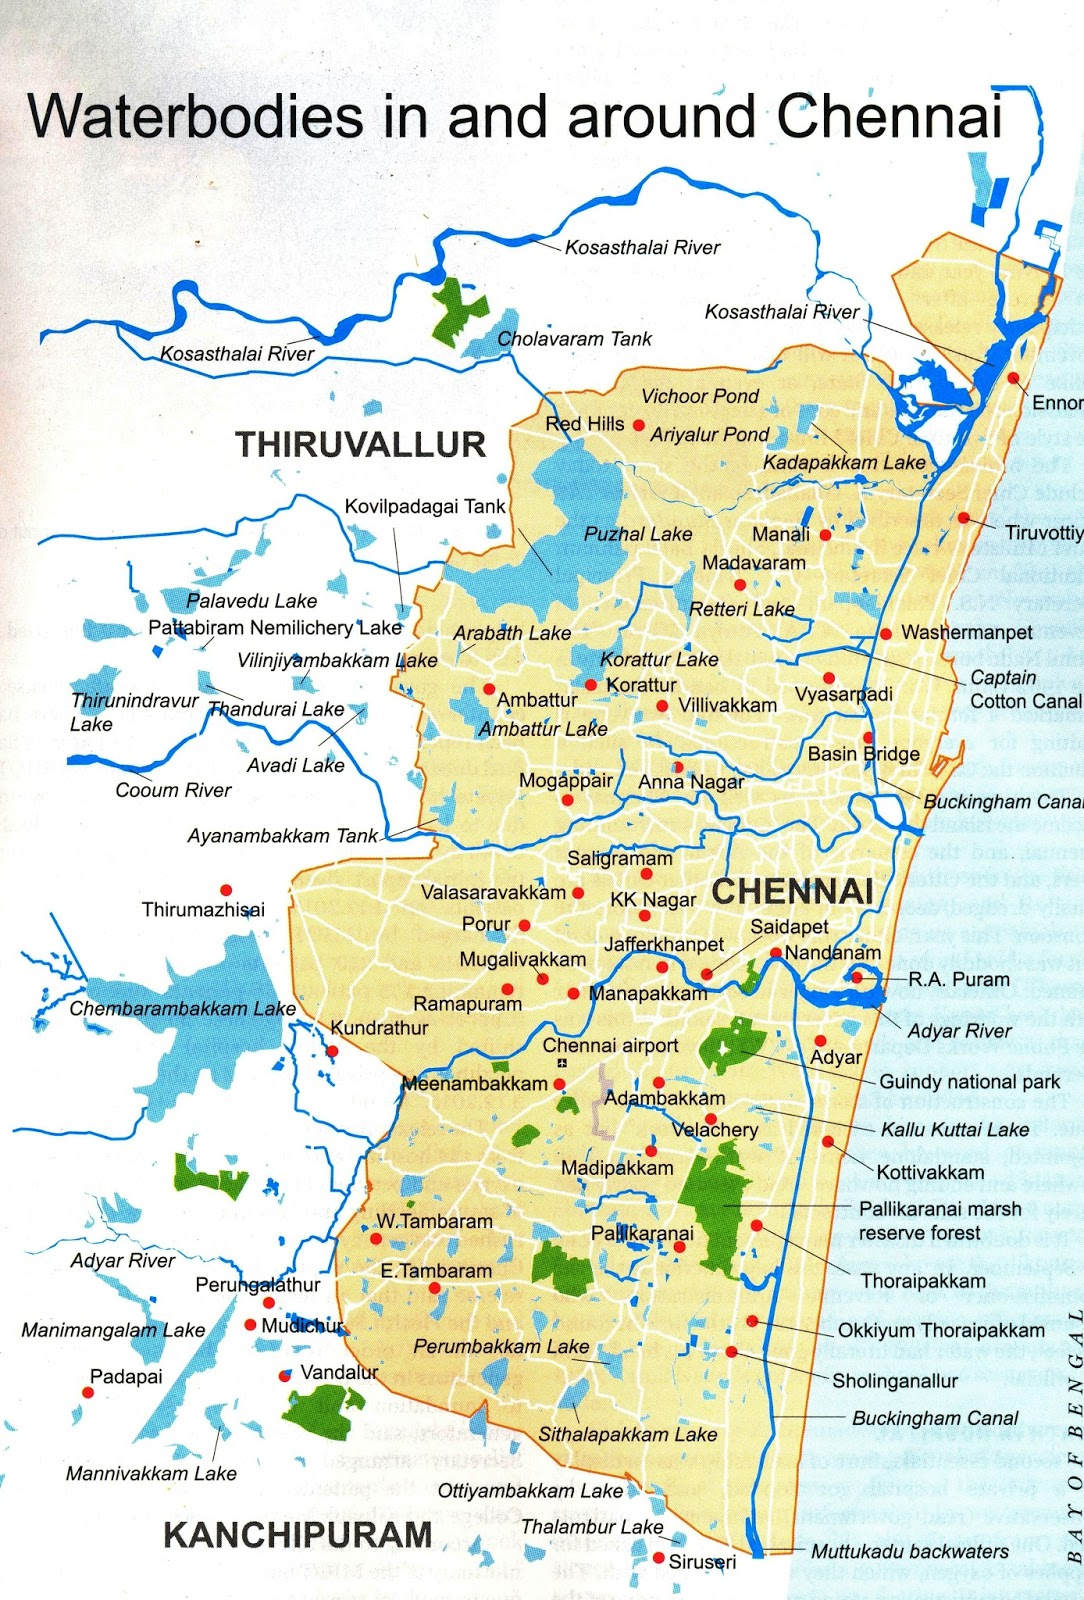 Waterbodies in and around Chennai
Kosasthalai River
Kosasthalai River
Kosasthalai River
Cholavaram Tank
Ennor
Vichoor Pond
Red Hills
Ariyalur Pond
THIRUVALLUR
Kadapakkam Lake
Kovilpadagai Tank
Puzhal Lake
Manali
Tiruvottiy
Madavaram
Palavedu Lake
Retteri Lake
Pattabiram Nemilichery Lake
Arabath Lake
Washermanpet
Vilinjiyambakkam Lake
Korattur Lake
Captain
Cotton Canal
Thirunindravur
Lake
Thandurai Lake
Ambattur
Korattur
Villivakkam
Vyasarpadi
Ambattur Lake
Avadi Lake
Basin Bridge
Cooum River
Mogappair
Anna Nagar
Buckingham Canal
Ayanambakkam Tank
Saligramam
CHENNAI
Valasaravakkam
KK Nagar
Thirumazhisai
Porur
Saidapet
Jafferkhanpet
Nandanam
Mugalivakkam
R.A. Puram
Ramapuram
Manapakkam
Chembarambakkam Lake
Kundrathur
Adyar River
Chennai airport
Adyar
Meenambakkam
Guindy national park
Adambakkam
Velachery
Kallu Kuttai Lake
Madipakkam
Kottivakkam
Pallikaranai marsh
reserve forest
W.Tambaram
Pallikaranai
Adyar River
E.Tambaram
Thoraipakkam
Perungalathur
Manimangalam Lake
Mudichur
Okkiyum Thoraipakkam
Perumbakkam Lake
Padapai
Vandalur
Sholinganallur
Buckingham Canal
Sithalapakkam Lake
Mannivakkam Lake
Ottiyambakkam Lake
KANCHIPURAM
Thalambur Lake
Siruseri
Muttukadu backwaters
BAY OF BENGAL